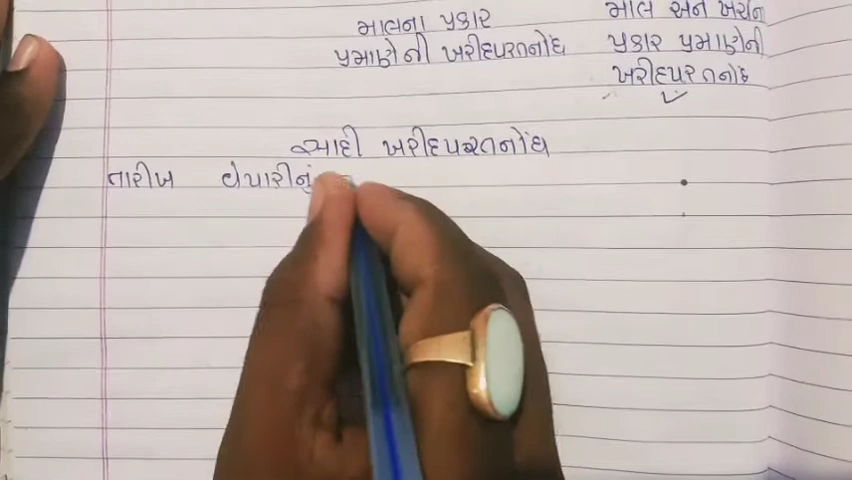 માલના પ્રકાર
પ્રમાણેની ખરીદપરતનોંધ
માલ અને ખર્ચના
પ્રકાર પ્રમાણેની
ખરીદપરતનોંધ
સાદી ખરીદપરતનોંધ
તારીખ વેપારીનું